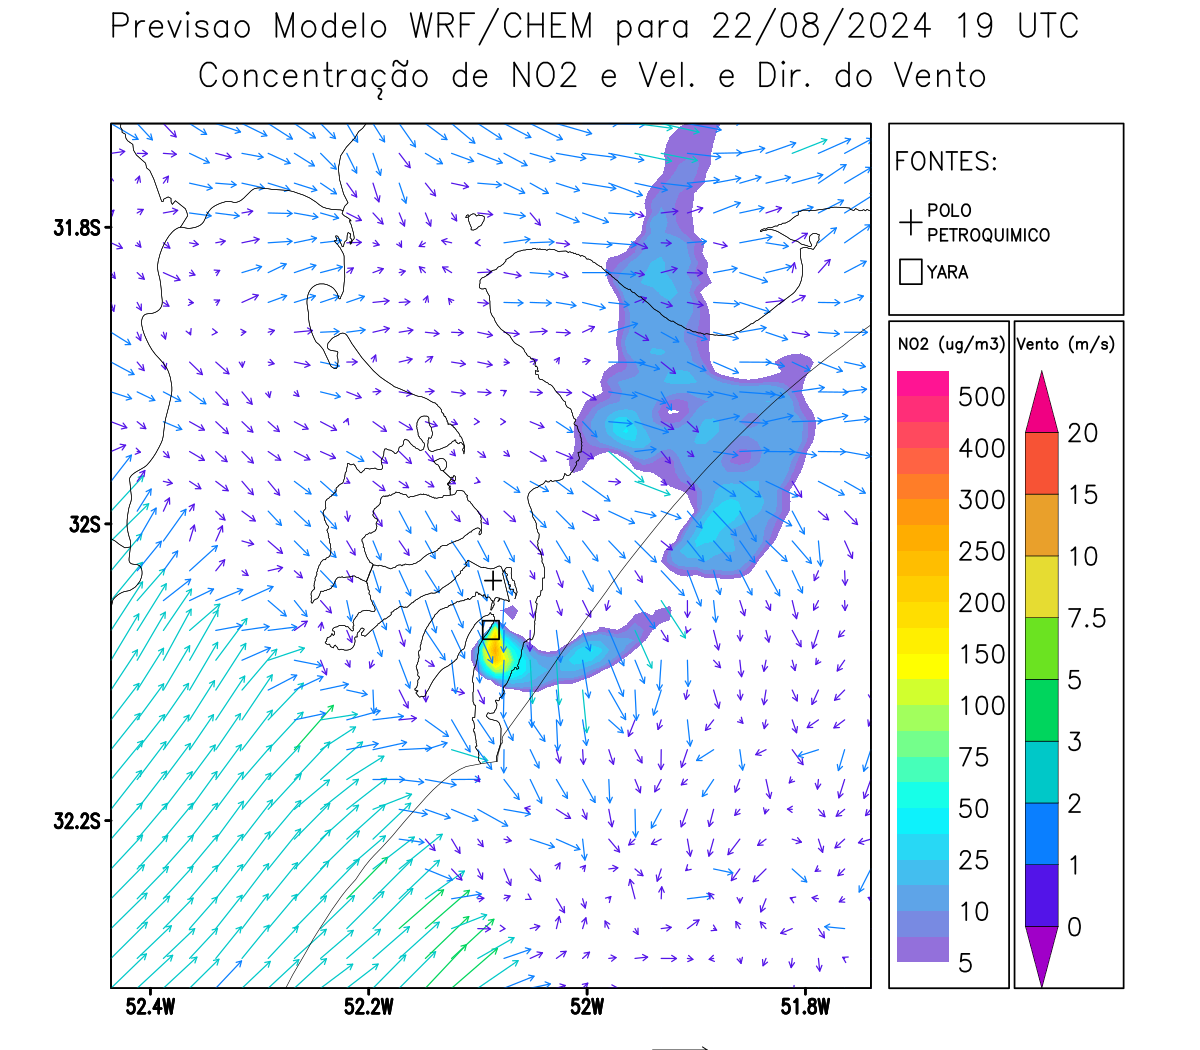 Previsao Modelo WRF/CHEM para 22/08/2024 19 UTC
Concentração de NO2 e Vel. e Dir. do Vento
FONTES:
POLO
PETROQUIMICO
YARA
NO2 (ug/m3)
500
400
300
250
200
150
100
75
50
25
10
5
Vento (m/s)
20
15
10
7.5
5
3
2
1
0
31.8S
32S
32.2S
52.4W
52.2W
52W
51.8W